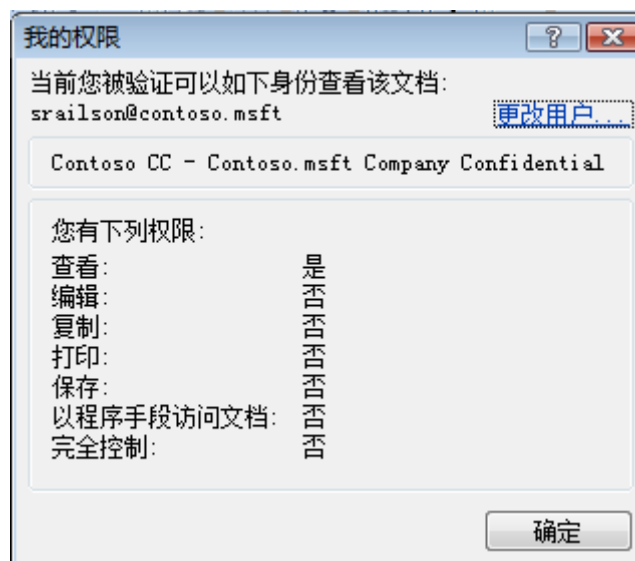 我的权限
当前您被验证可以如下身份查看该文档:
srailson@contoso.msft 更改用户...
Contoso CC - Contoso.msft Company Confidential
您有下列权限:
查看: 是
编辑: 否
复制: 否
打印: 否
保存: 否
以程序手段访问文档: 否
完全控制: 否
确定